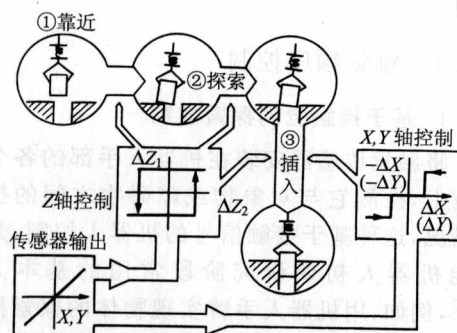 ①靠近
②探索
③插入
X,Y 轴控制
-ΔX
(-ΔY)
ΔX
(ΔY)
ΔZ₁
ΔZ₂
Z轴控制
传感器输出
X,Y